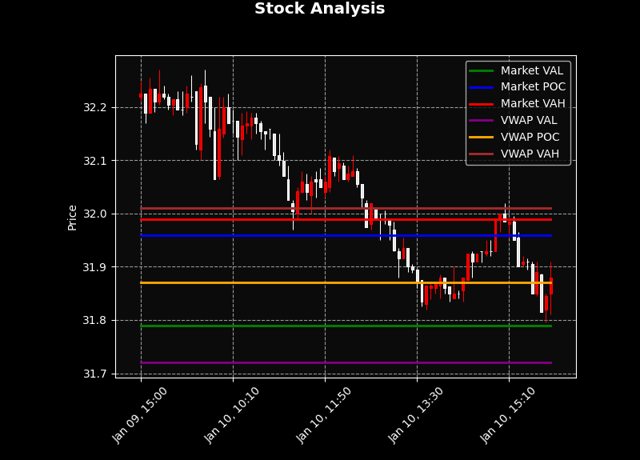 Stock Analysis
Market VAL
Market POC
Market VAH
VWAP VAL
VWAP POC
VWAP VAH
Price
32.2
32.1
32.0
31.9
31.8
31.7
Jan 09, 15:00
Jan 10, 10:10
Jan 10, 11:50
Jan 10, 13:30
Jan 10, 15:10